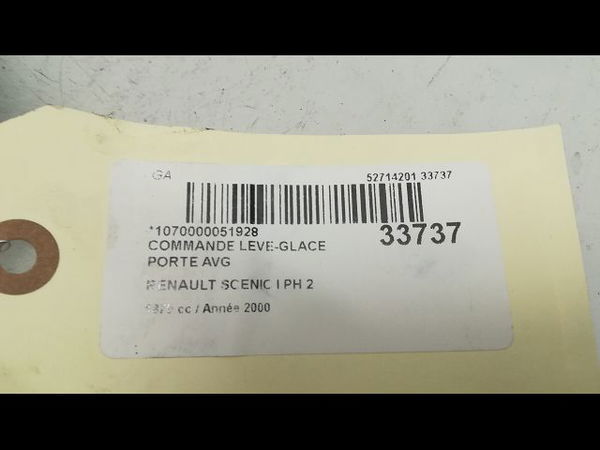 GA 52714201 33737
*1070000051928 33737
COMMANDE LEVE-GLACE
PORTE AVG
RENAULT SCENIC I PH 2
cc / Année 2000